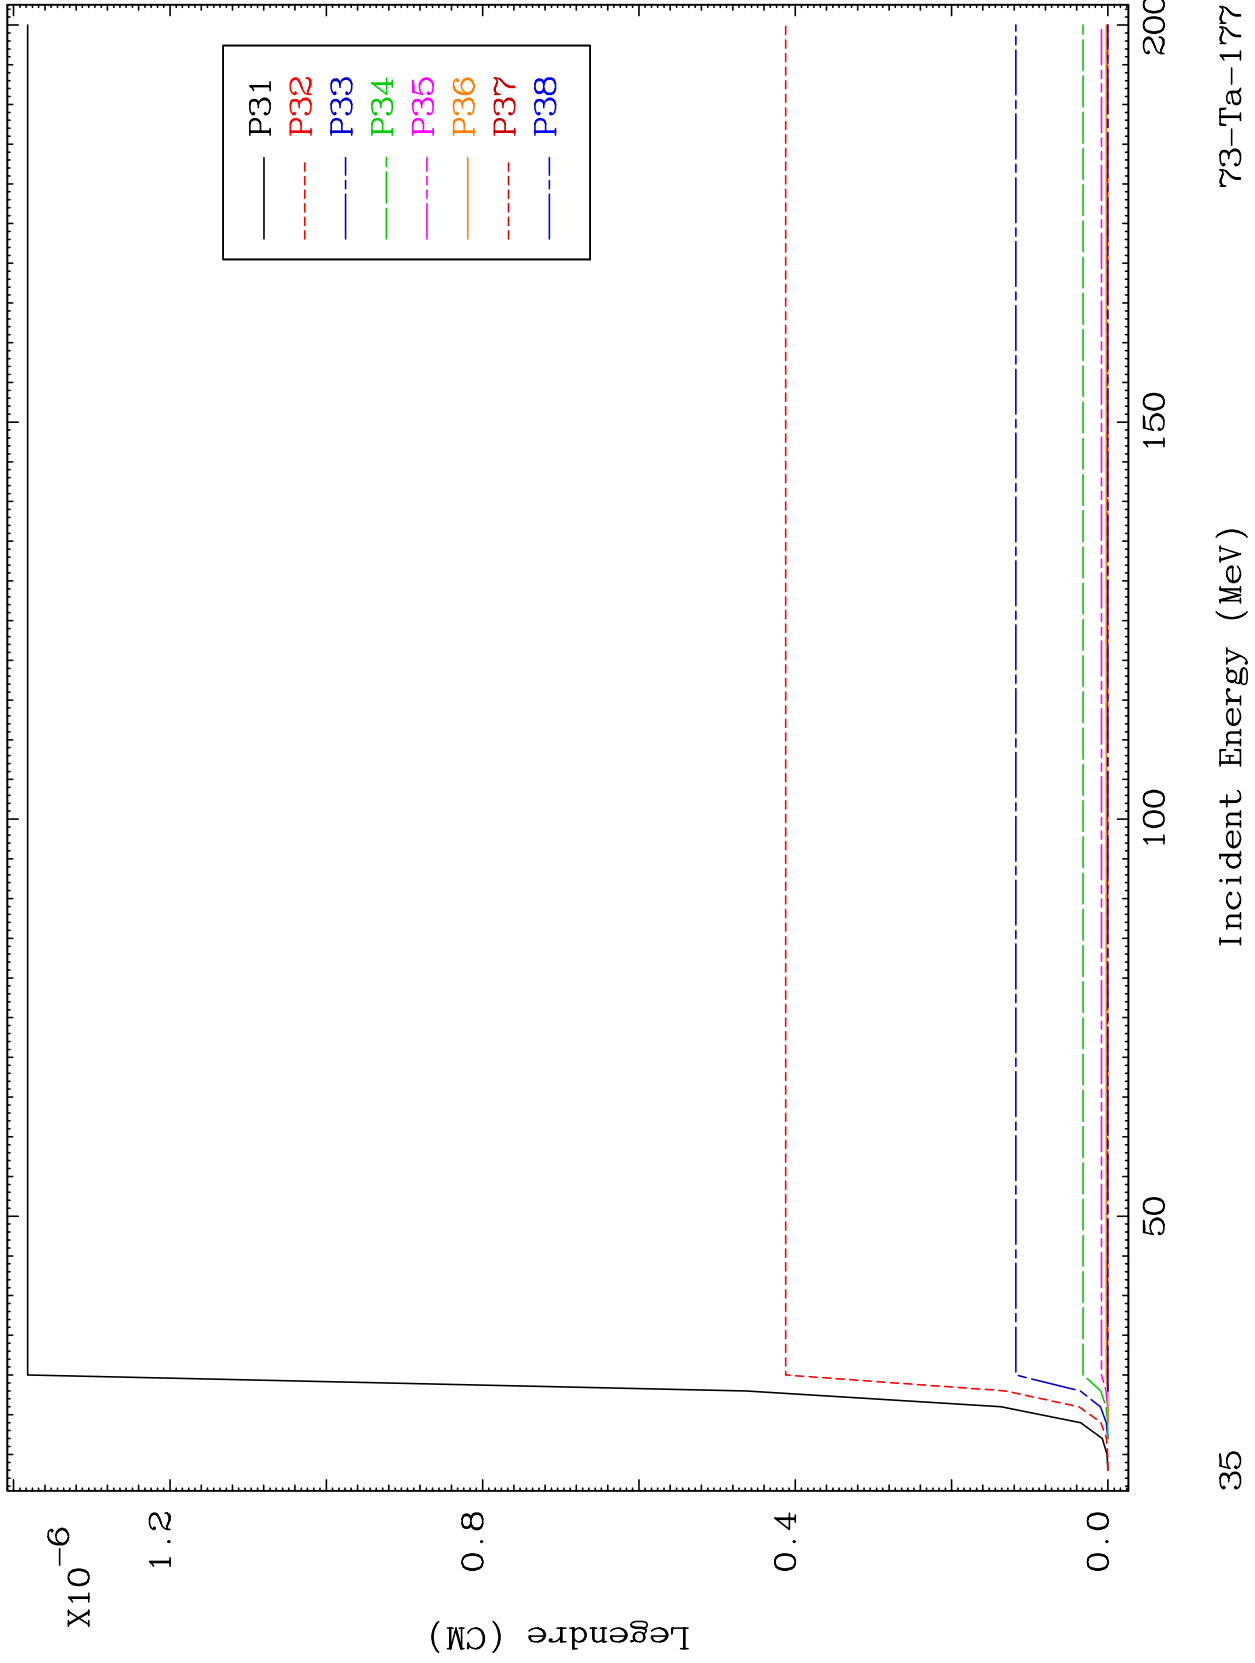 X10-6
1.2
0.8
0.4
0.0
Legendre (CM)
P31
P32
P33
P34
P35
P36
P37
P38
50
100
150
200
35
Incident Energy (MeV)
73-Ta-177